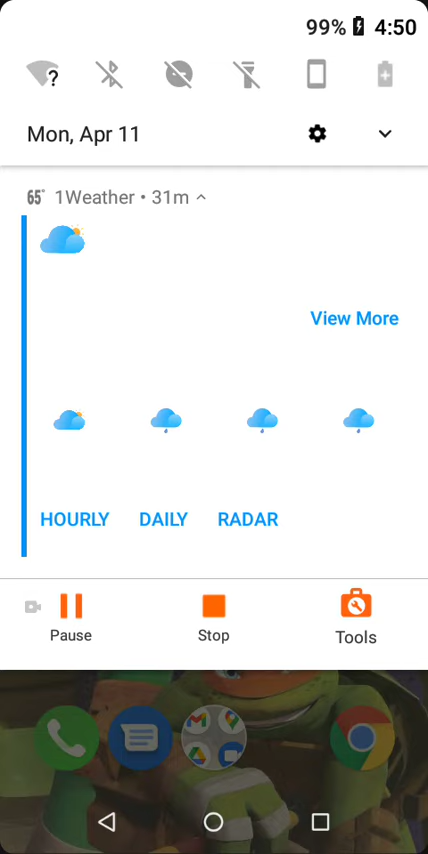 99% 4:50
?
Mon, Apr 11
65° 1Weather • 31m
View More
HOURLY DAILY RADAR
Pause Stop Tools